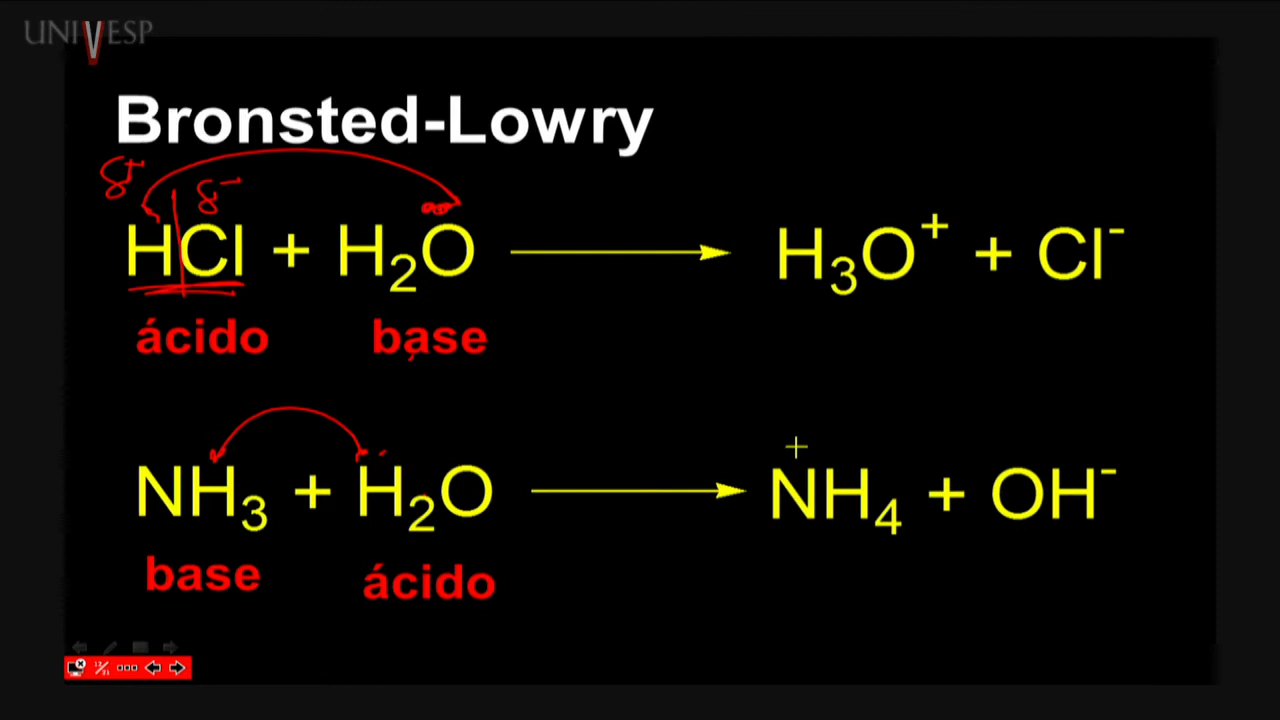 UNIVESP
Bronsted-Lowry
δ+ δ-
HCl + H₂O ⟶ H₃O⁺ + Cl⁻
ácido base
+
NH₃ + H₂O ⟶ NH₄ + OH⁻
base ácido